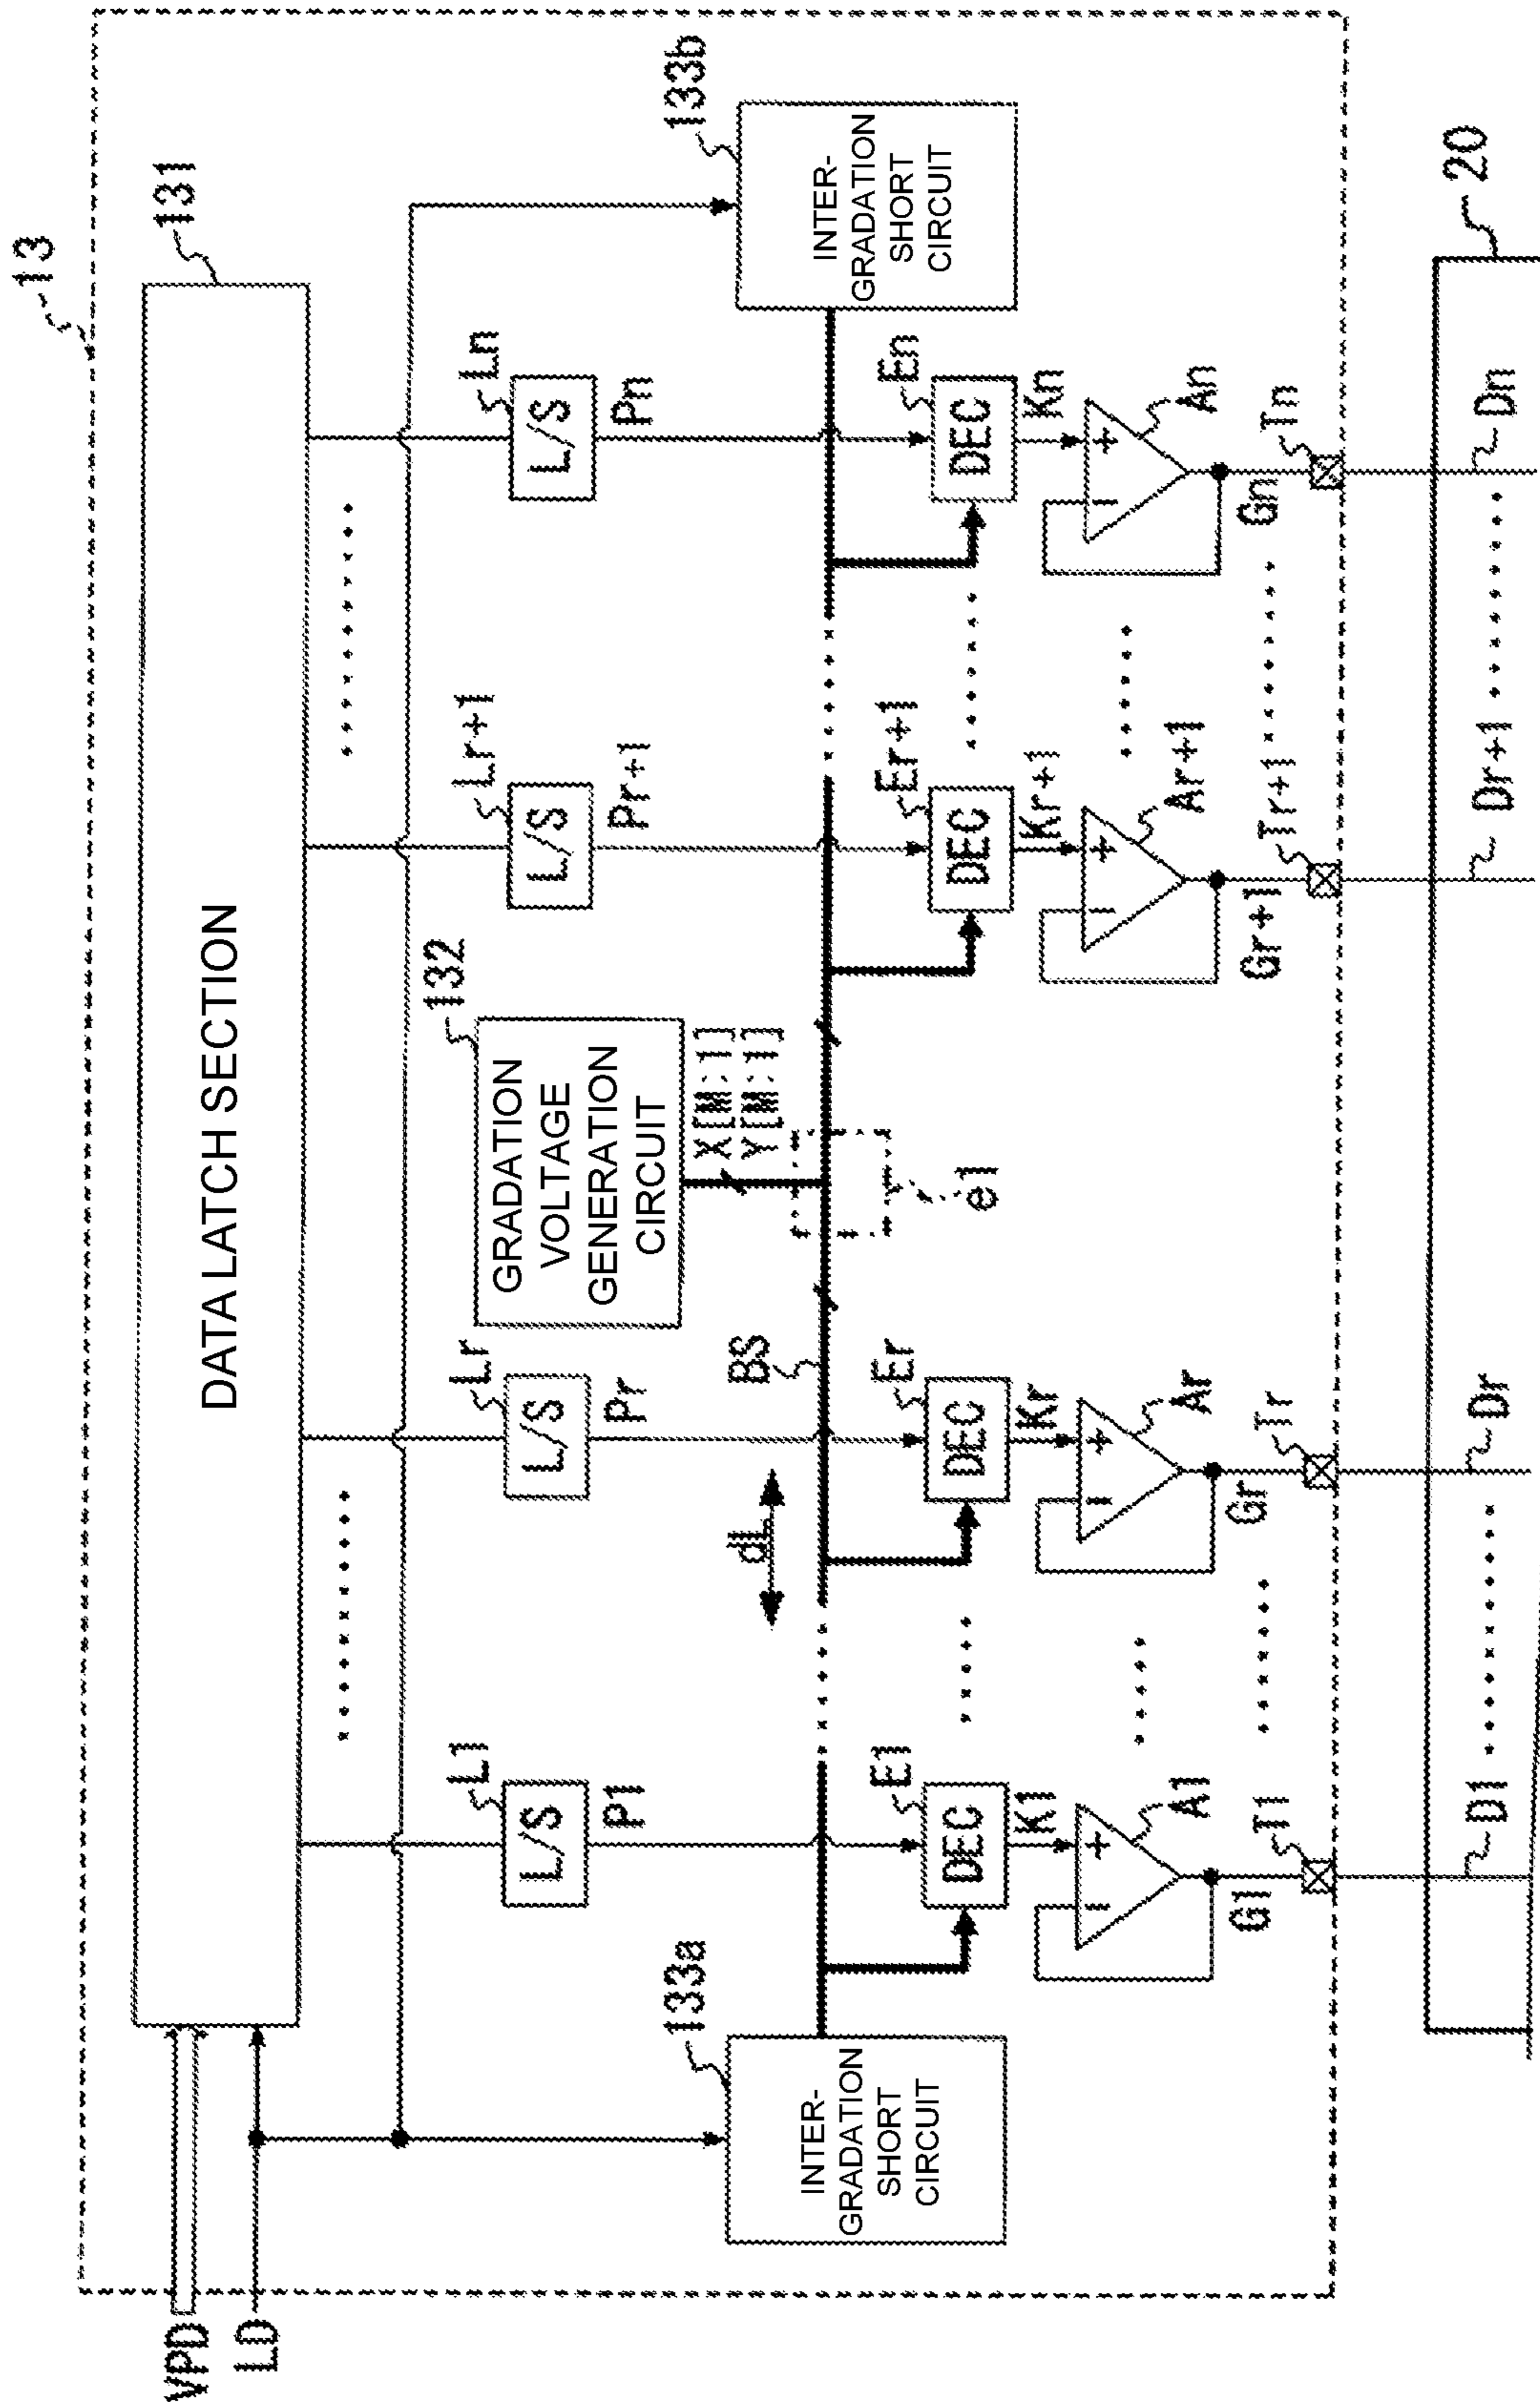 13
131
VPD
LD
DATA LATCH SECTION
L1
Lr
Lr+1
Ln
L/S
L/S
L/S
L/S
P1
Pr
Pr+1
Pn
132
GRADATION
VOLTAGE
GENERATION
CIRCUIT
X[M:1]
Y[M:1]
133a
INTER-
GRADATION
SHORT
CIRCUIT
133b
INTER-
GRADATION
SHORT
CIRCUIT
dL
BS
e1
E1
Er
Er+1
En
DEC
DEC
DEC
DEC
K1
Kr
Kr+1
Kn
+
-
+
-
+
-
+
-
A1
Ar
Ar+1
An
G1
Gr
Gr+1
Gn
T1
Tr
Tr+1
Tn
20
D1
Dr
Dr+1
Dn